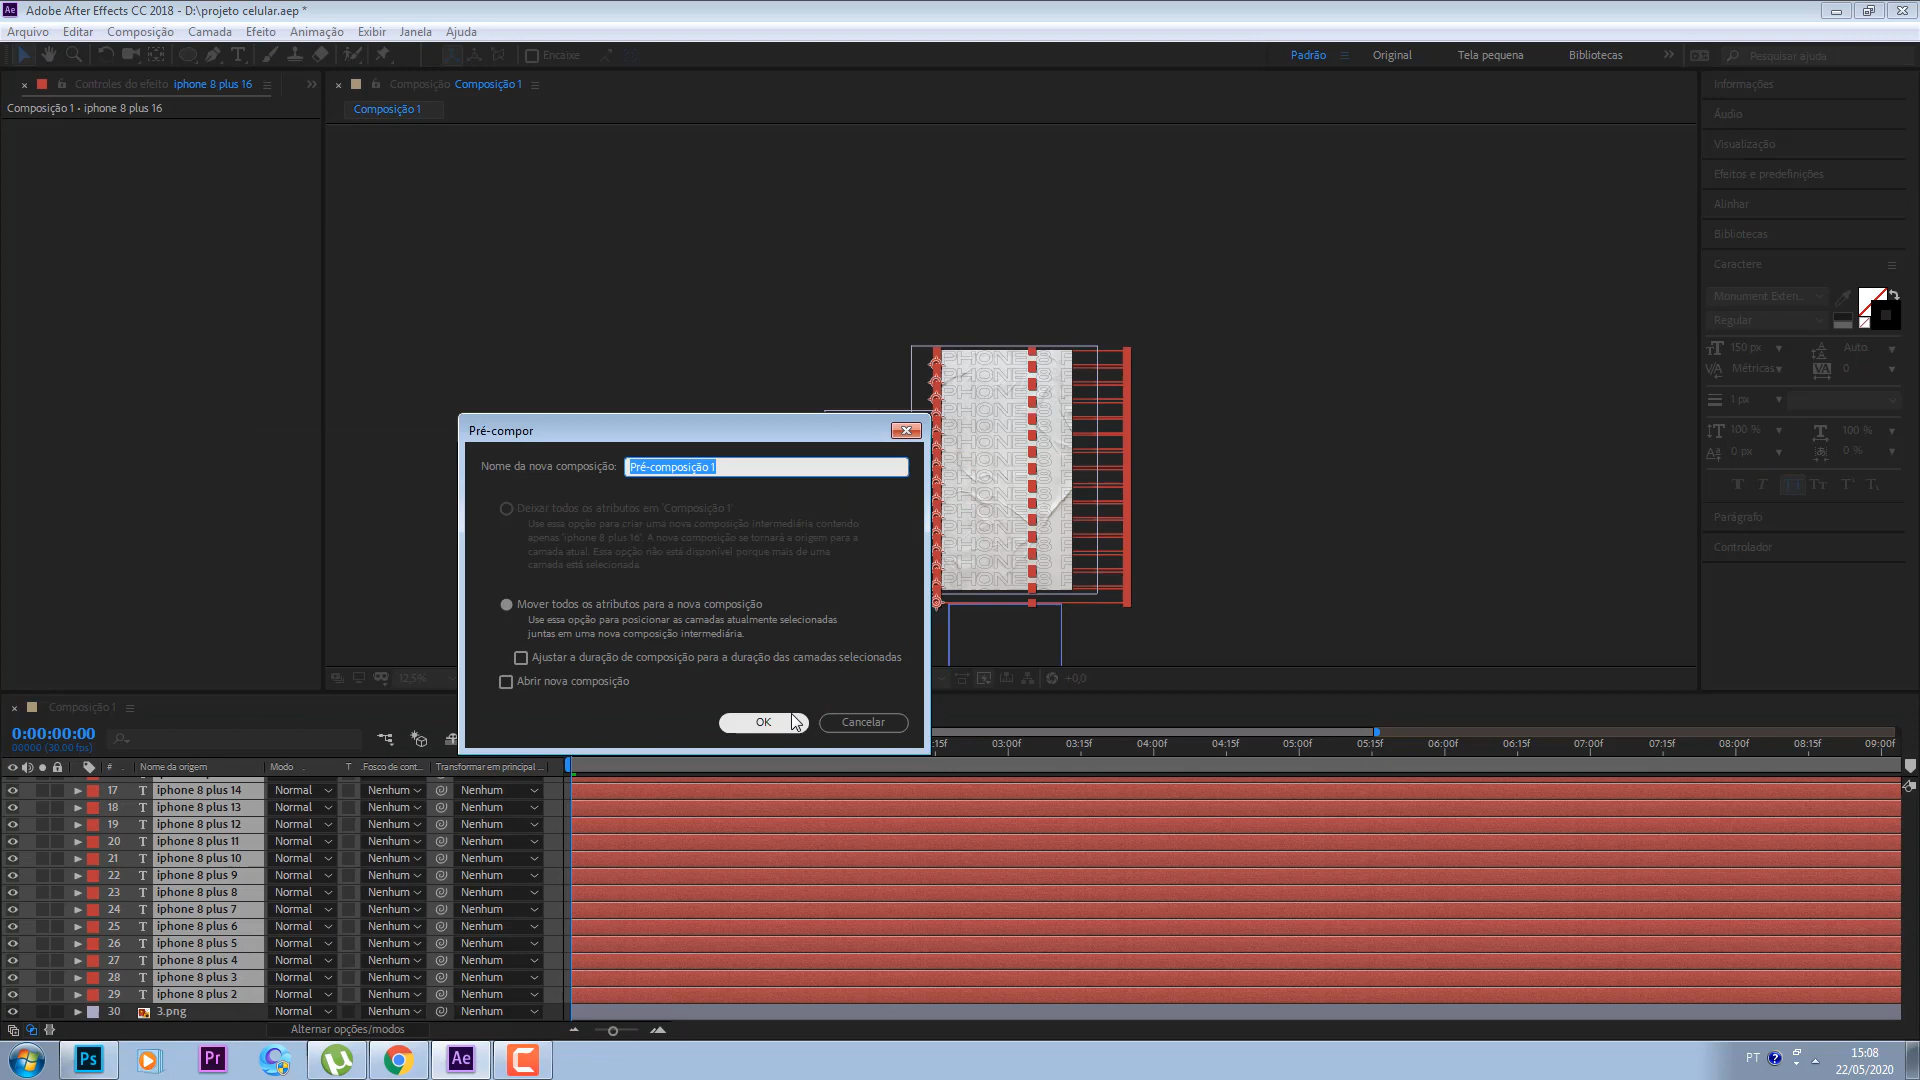 Adobe After Effects CC 2018 - D:\projeto celular.aep *
Arquivo Editar Composição Camada Efeito Animação Exibir Janela Ajuda
Encaixe
Padrão Original Tela pequena Bibliotecas Pesquisar ajuda
Controles do efeito iphone 8 plus 16
Composição Composição 1
Composição 1 • iphone 8 plus 16
Composição 1
Informações
Áudio
Visualização
Efeitos e predefinições
Alinhar
Bibliotecas
Caractere
Monument Exten...
Regular
150 px Auto
Métricas 0
1 px
100 % 100 %
0 px 0 %
Parágrafo
Controlador
Pré-compor
Nome da nova composição: Pré-composição 1
Deixar todos os atributos em 'Composição 1'
Use essa opção para criar uma nova composição intermediária contendo
apenas 'iphone 8 plus 16'. A nova composição se tornará a origem para a
camada atual. Essa opção não está disponível porque mais de uma
camada está selecionada.
Mover todos os atributos para a nova composição
Use essa opção para posicionar as camadas atualmente selecionadas
juntas em uma nova composição intermediária.
Ajustar a duração de composição para a duração das camadas selecionadas
Abrir nova composição
OK Cancelar
12,5%
+0,0
Composição 1
0:00:00:00
00000 (30.00 fps)
:15f 03:00f 03:15f 04:00f 04:15f 05:00f 05:15f 06:00f 06:15f 07:00f 07:15f 08:00f 08:15f 09:00f
# Nome da origem Modo T .Fosco de cont... Transformar em principal ...
17 T iphone 8 plus 14 Normal Nenhum Nenhum
18 T iphone 8 plus 13 Normal Nenhum Nenhum
19 T iphone 8 plus 12 Normal Nenhum Nenhum
20 T iphone 8 plus 11 Normal Nenhum Nenhum
21 T iphone 8 plus 10 Normal Nenhum Nenhum
22 T iphone 8 plus 9 Normal Nenhum Nenhum
23 T iphone 8 plus 8 Normal Nenhum Nenhum
24 T iphone 8 plus 7 Normal Nenhum Nenhum
25 T iphone 8 plus 6 Normal Nenhum Nenhum
26 T iphone 8 plus 5 Normal Nenhum Nenhum
27 T iphone 8 plus 4 Normal Nenhum Nenhum
28 T iphone 8 plus 3 Normal Nenhum Nenhum
29 T iphone 8 plus 2 Normal Nenhum Nenhum
30 3.png Normal Nenhum Nenhum
Alternar opções/modos
Ps Pr Ae
PT 15:08
22/05/2020